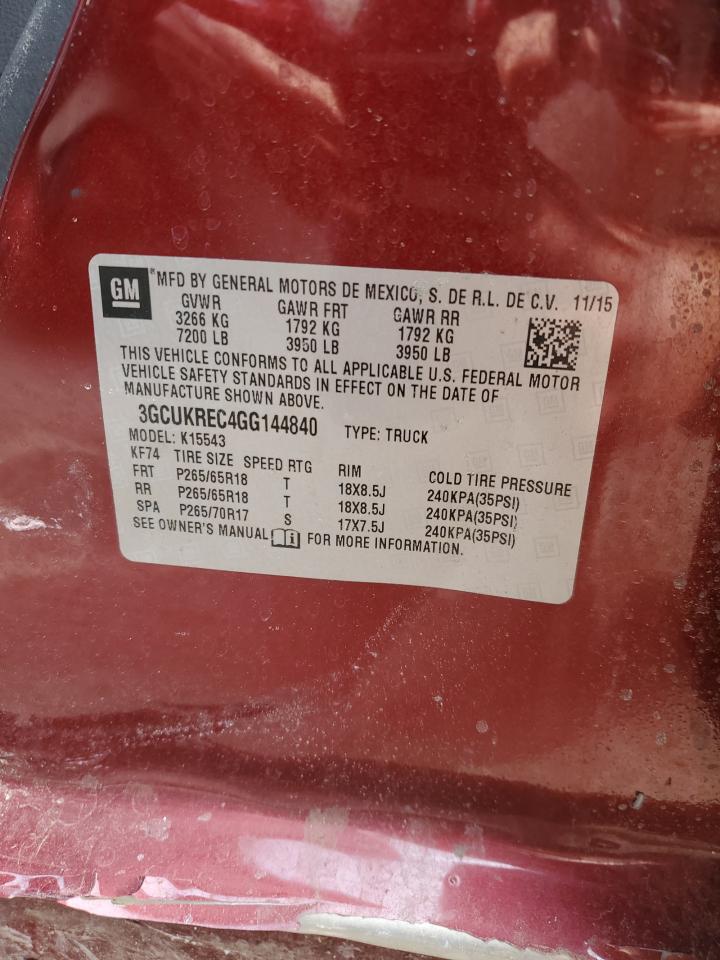 GM ®MFD BY GENERAL MOTORS DE MEXICO, S. DE R.L. DE C.V. 11/15
GVWR GAWR FRT GAWR RR
3266 KG 1792 KG 1792 KG
7200 LB 3950 LB 3950 LB
THIS VEHICLE CONFORMS TO ALL APPLICABLE U.S. FEDERAL MOTOR
VEHICLE SAFETY STANDARDS IN EFFECT ON THE DATE OF
MANUFACTURE SHOWN ABOVE.
3GCUKREC4GG144840 TYPE: TRUCK
MODEL: K15543
KF74 TIRE SIZE SPEED RTG RIM COLD TIRE PRESSURE
FRT P265/65R18 T 18X8.5J 240KPA(35PSI)
RR P265/65R18 T 18X8.5J 240KPA(35PSI)
SPA P265/70R17 S 17X7.5J 240KPA(35PSI)
SEE OWNER'S MANUAL FOR MORE INFORMATION.